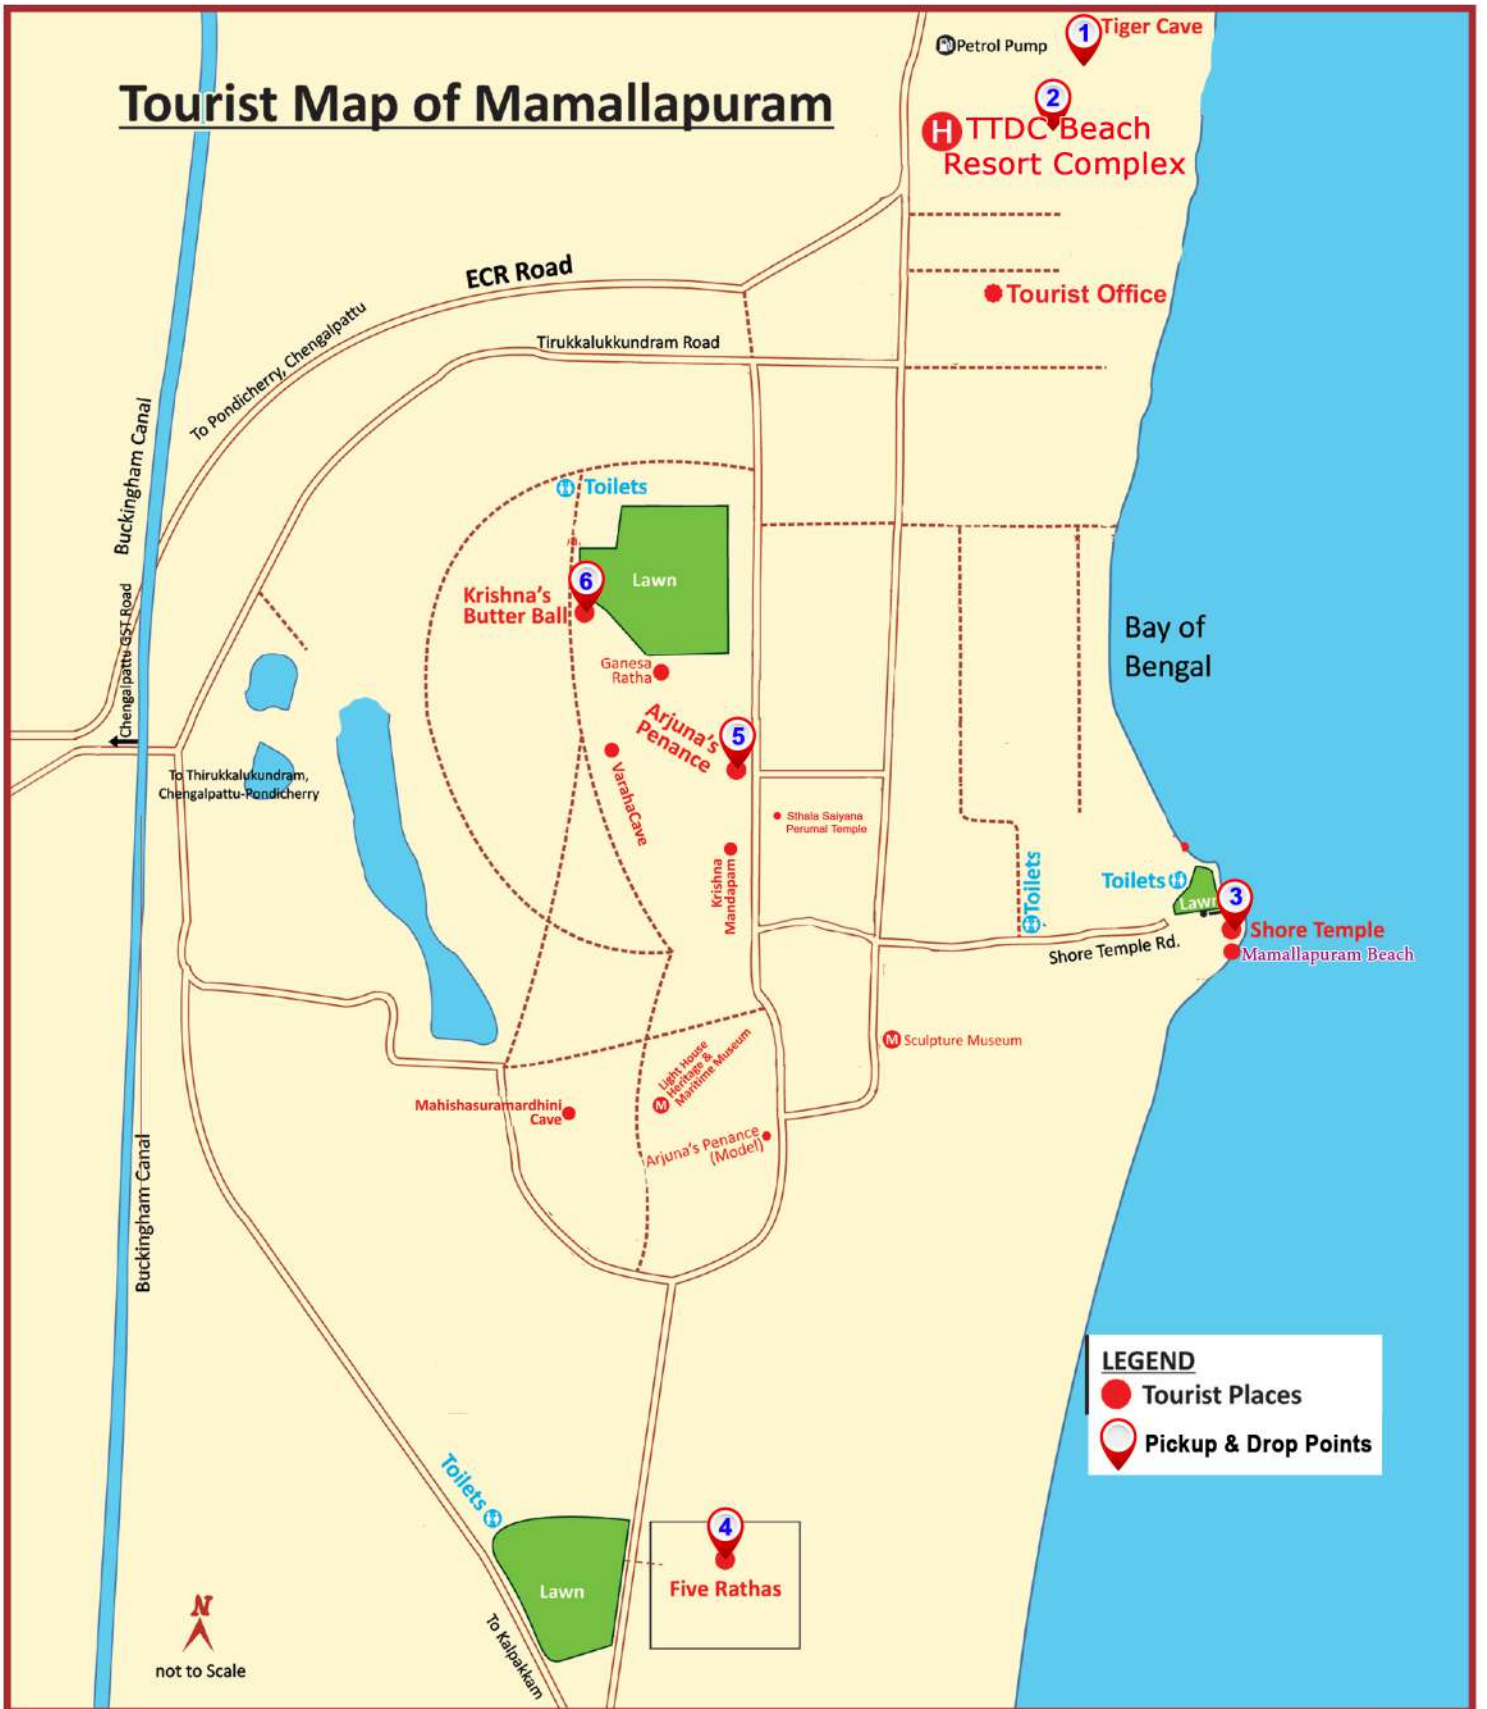 Tourist Map of Mamallapuram
1
Tiger Cave
Petrol Pump
2
H
TTDC Beach
Resort Complex
ECR Road
To Pondicherry, Chengalpattu
Tourist Office
Tirukkalukkundram Road
Buckingham Canal
Toilets
Lawn
6
Krishna's
Butter Ball
Chengalpattu GST Road
Bay of
Bengal
Ganesa
Ratha
Arjuna's
Penance
5
VarahaCave
To Thirukkalukundram,
Chengalpattu-Pondicherry
Sthala Saiyana
Perumal Temple
Krishna
Mandapam
Toilets
Toilets
Lawn
3
Shore Temple
Mamallapuram Beach
Shore Temple Rd.
M
Sculpture Museum
Light House
Heritage &
Maritime Museum
M
Mahishasuramardhini
Cave
Arjuna's Penance
(Model)
Buckingham Canal
LEGEND
Tourist Places
Pickup & Drop Points
Toilets
Lawn
4
Five Rathas
To Kalpakkam
N
not to Scale